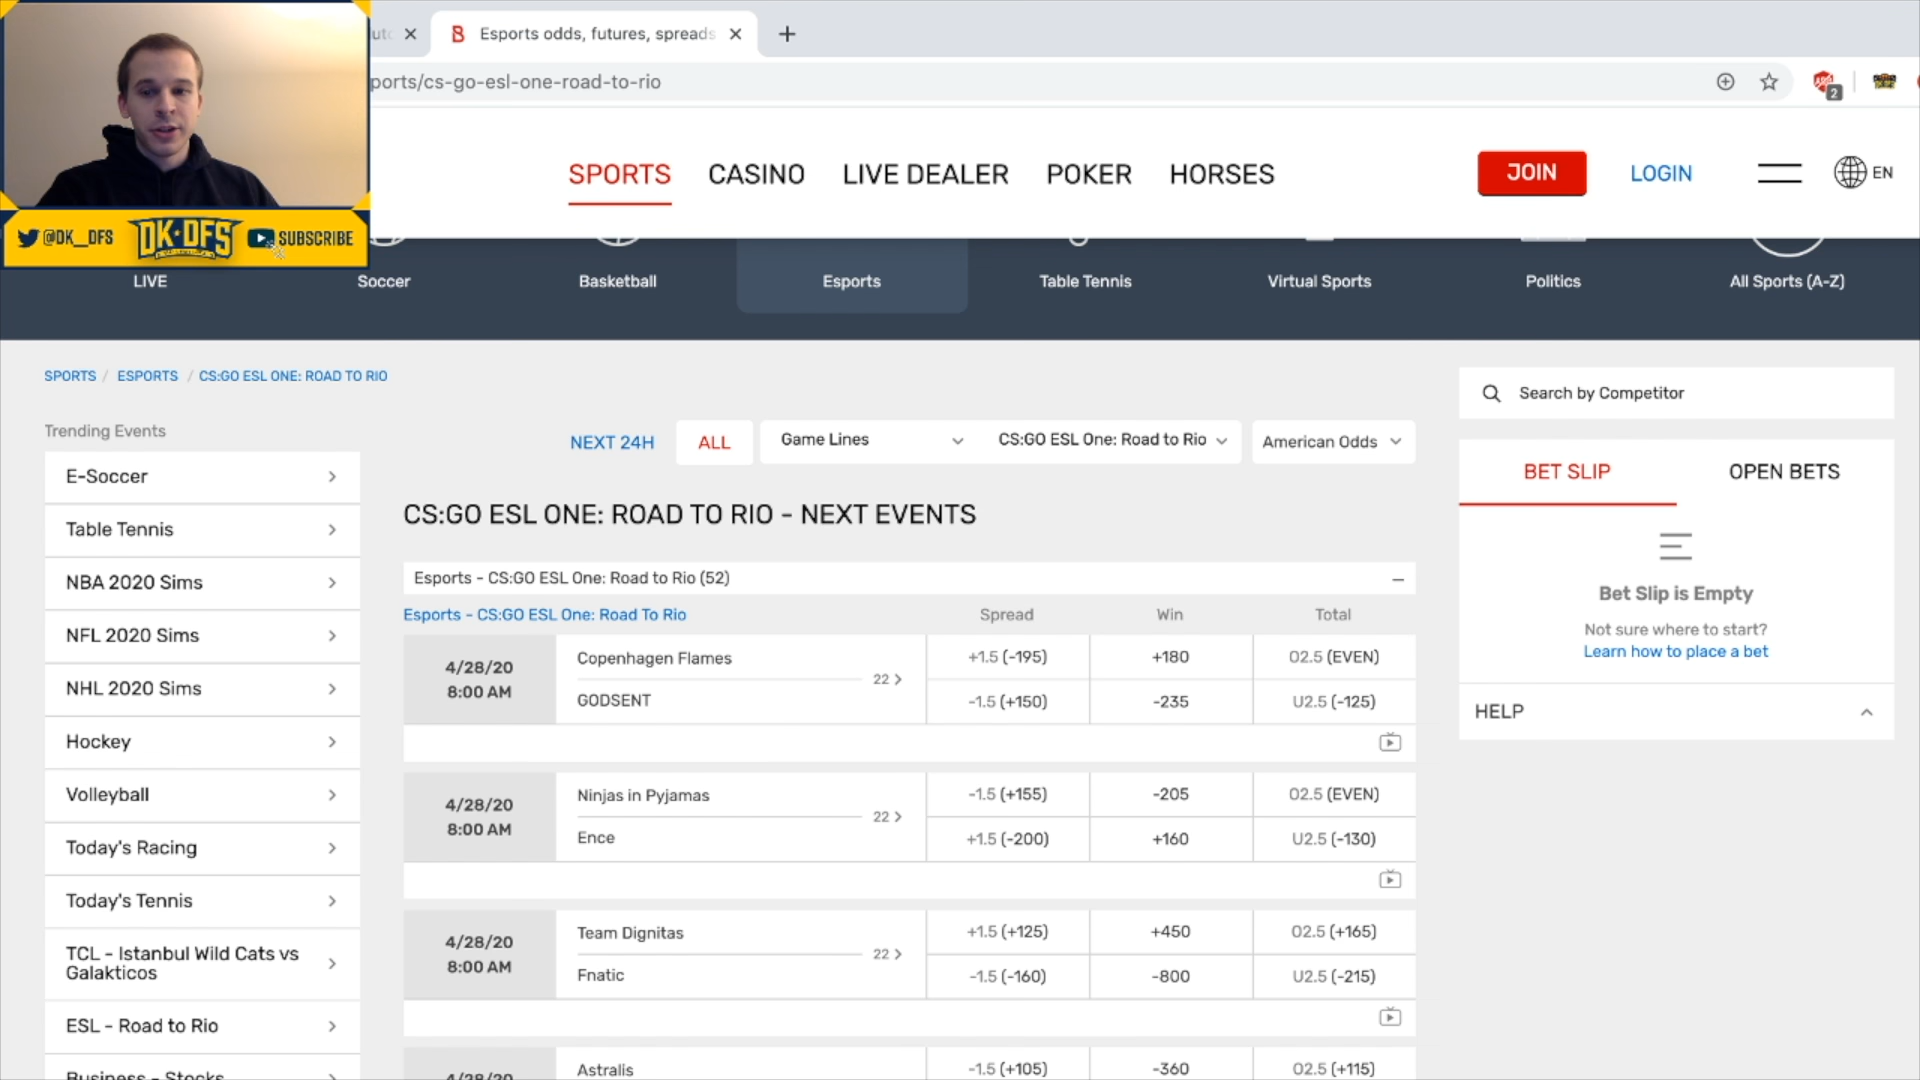 Esports odds, futures, spreads
ports/cs-go-esl-one-road-to-rio
2
SPORTS CASINO LIVE DEALER POKER HORSES JOIN LOGIN EN
@DK__DFS DK DFS SUBSCRIBE
LIVE Soccer Basketball Esports Table Tennis Virtual Sports Politics All Sports (A-Z)
SPORTS / ESPORTS / CS:GO ESL ONE: ROAD TO RIO
Search by Competitor
Trending Events
NEXT 24H ALL Game Lines CS:GO ESL One: Road to Rio American Odds
BET SLIP OPEN BETS
E-Soccer
Table Tennis
NBA 2020 Sims
NFL 2020 Sims
NHL 2020 Sims
Hockey
Volleyball
Today's Racing
Today's Tennis
TCL - Istanbul Wild Cats vs
Galakticos
ESL - Road to Rio
Business - Stocks
CS:GO ESL ONE: ROAD TO RIO - NEXT EVENTS
Esports - CS:GO ESL One: Road to Rio (52)
Esports - CS:GO ESL One: Road To Rio Spread Win Total
4/28/20
8:00 AM
Copenhagen Flames +1.5 (-195) +180 O2.5 (EVEN)
22 >
GODSENT -1.5 (+150) -235 U2.5 (-125)
4/28/20
8:00 AM
Ninjas in Pyjamas -1.5 (+155) -205 O2.5 (EVEN)
22 >
Ence +1.5 (-200) +160 U2.5 (-130)
4/28/20
8:00 AM
Team Dignitas +1.5 (+125) +450 O2.5 (+165)
22 >
Fnatic -1.5 (-160) -800 U2.5 (-215)
4/28/20
Astralis -1.5 (+105) -360 O2.5 (+115)
Bet Slip is Empty
Not sure where to start?
Learn how to place a bet
HELP